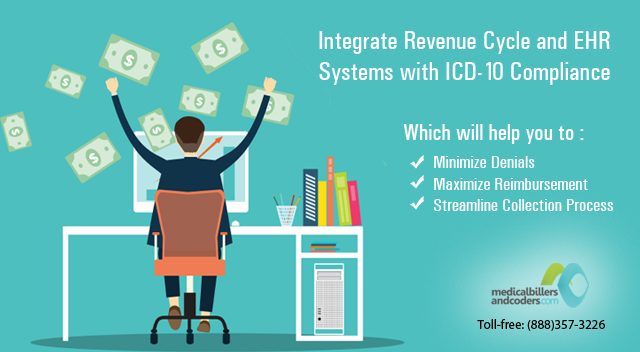 Integrate Revenue Cycle and EHR
Systems with ICD-10 Compliance
Which will help you to :
Minimize Denials
Maximize Reimbursement
Streamline Collection Process
medicalbillers
andcoders.com
Toll-free: (888)357-3226